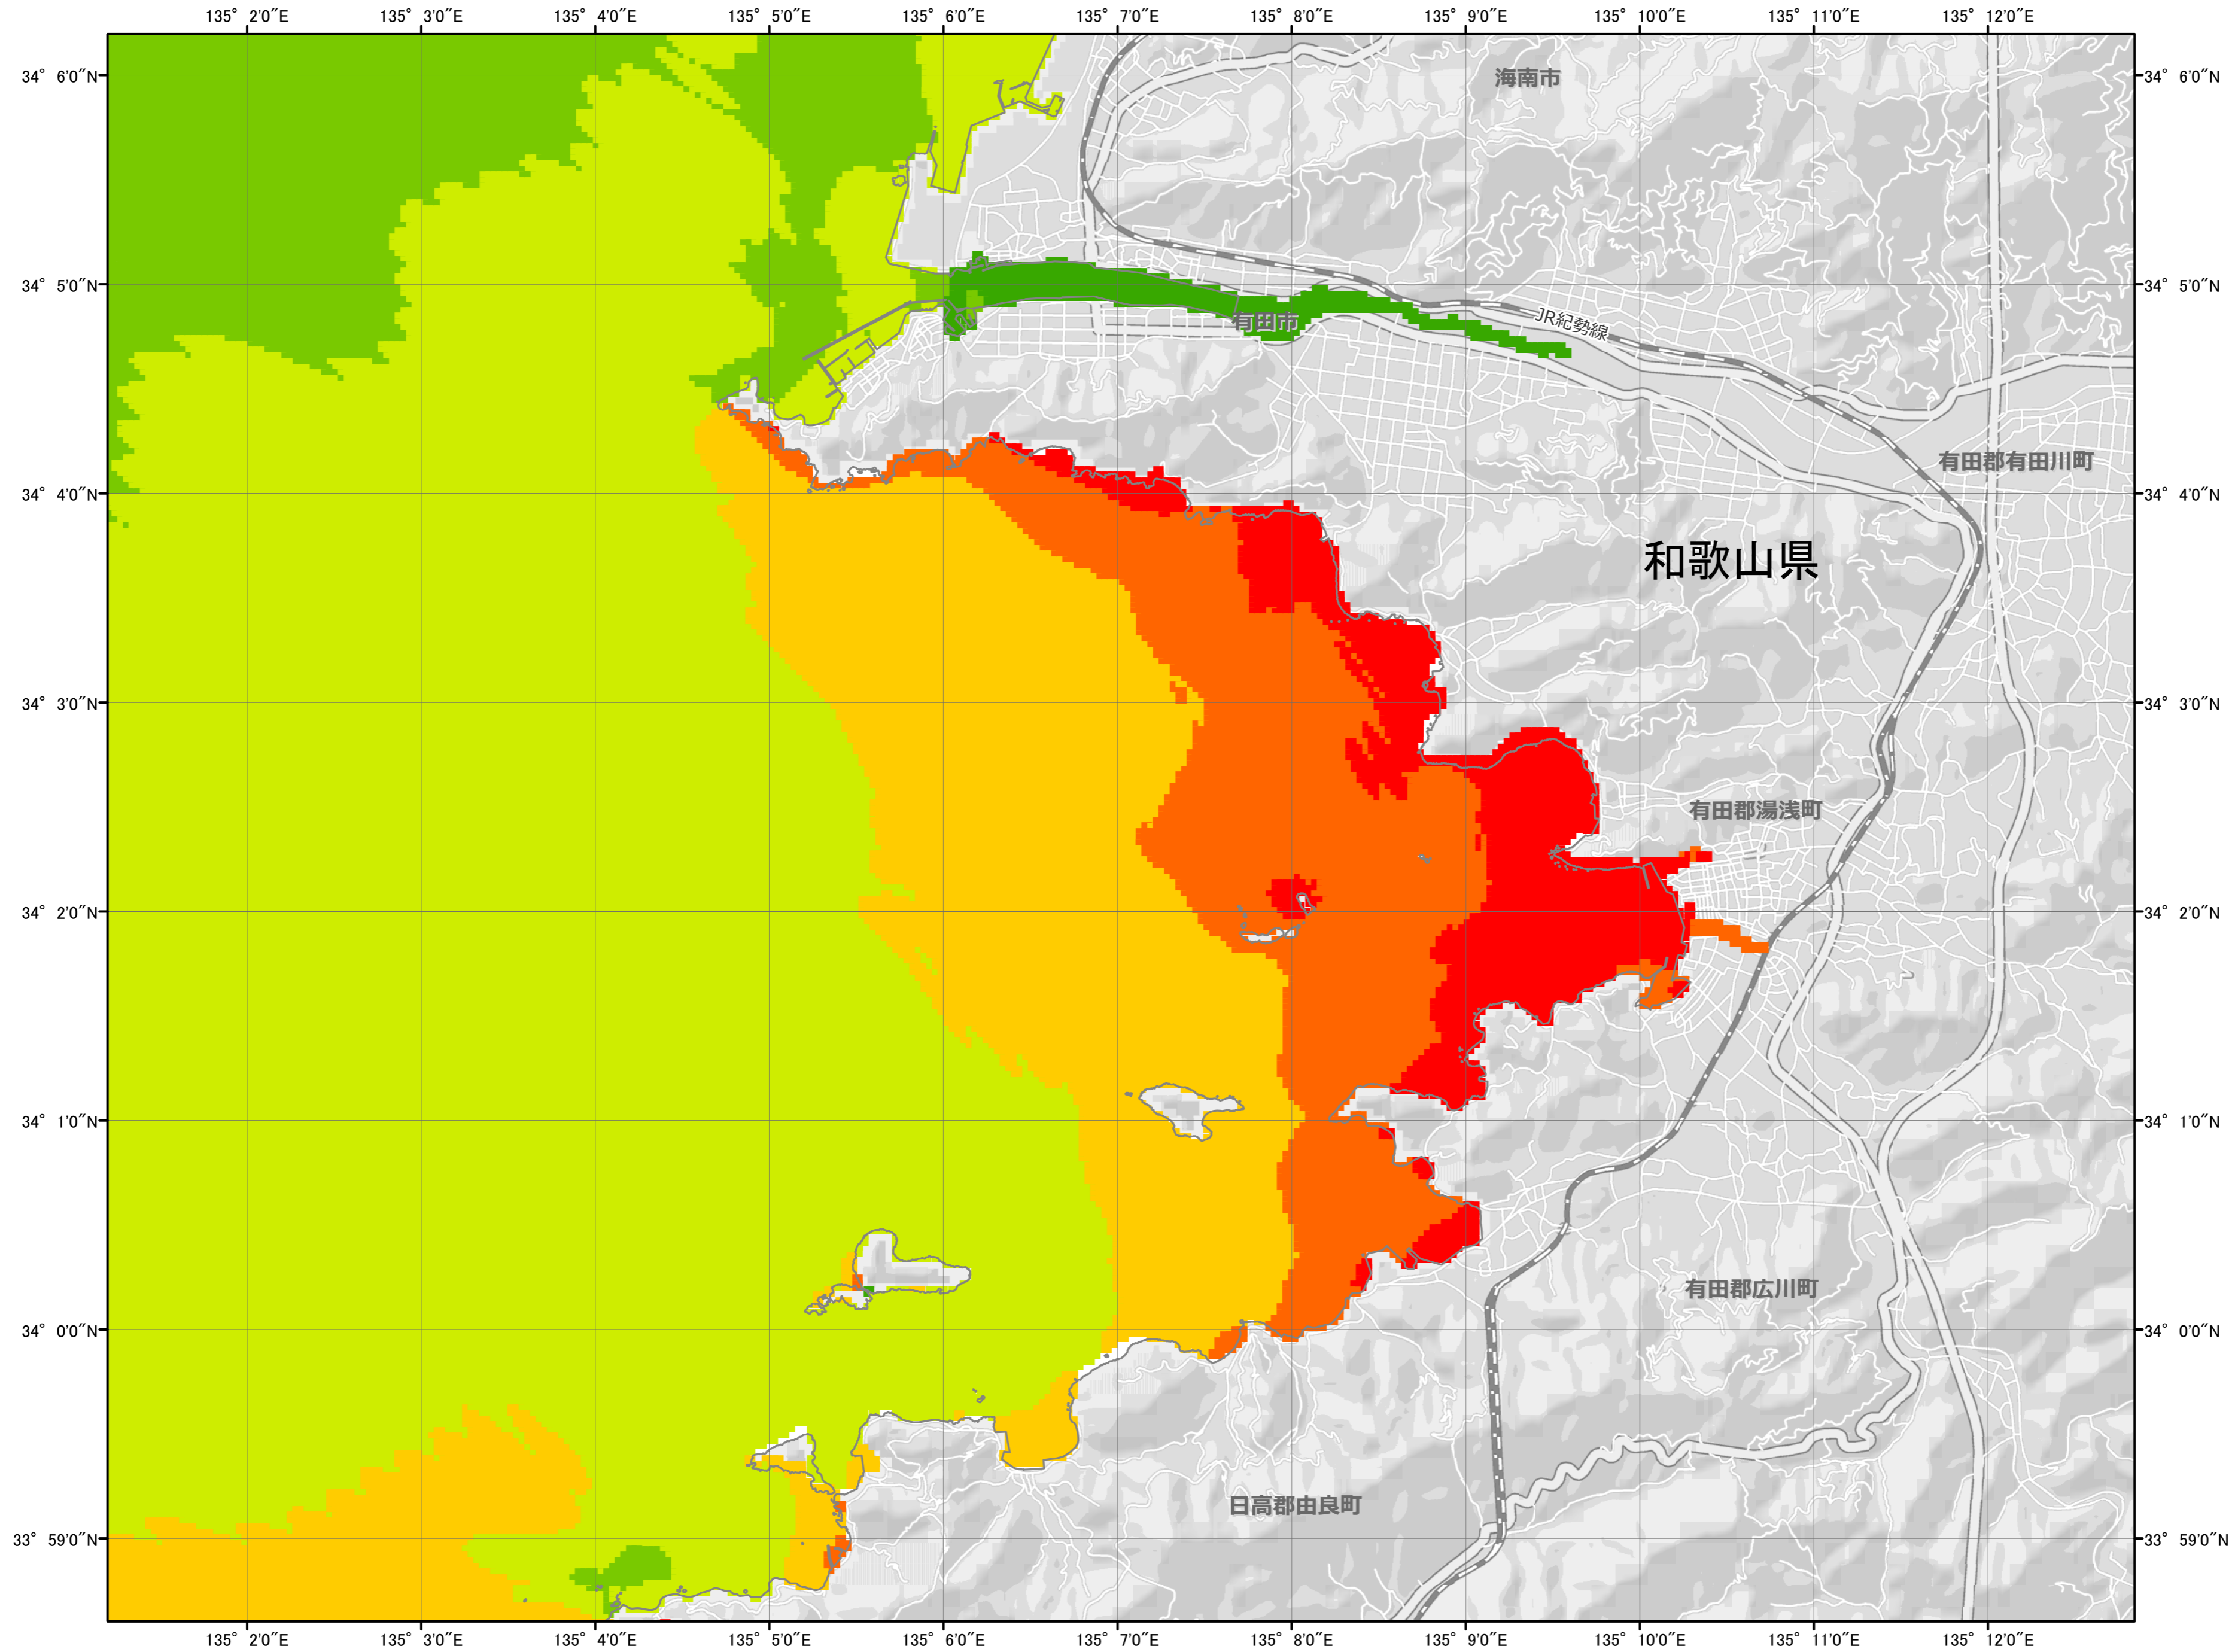 135° 2'0"E 135° 3'0"E 135° 4'0"E 135° 5'0"E 135° 6'0"E 135° 7'0"E 135° 8'0"E 135° 9'0"E 135° 10'0"E 135° 11'0"E 135° 12'0"E
34° 6'0"N 海南市 34° 6'0"N
34° 5'0"N 34° 5'0"N
有田市 JR紀勢線
有田郡有田川町
34° 4'0"N 34° 4'0"N
和歌山県
34° 3'0"N 34° 3'0"N
有田郡湯浅町
34° 2'0"N 34° 2'0"N
34° 1'0"N 34° 1'0"N
有田郡広川町
34° 0'0"N 34° 0'0"N
日高郡由良町
33° 59'0"N 33° 59'0"N
135° 2'0"E 135° 3'0"E 135° 4'0"E 135° 5'0"E 135° 6'0"E 135° 7'0"E 135° 8'0"E 135° 9'0"E 135° 10'0"E 135° 11'0"E 135° 12'0"E